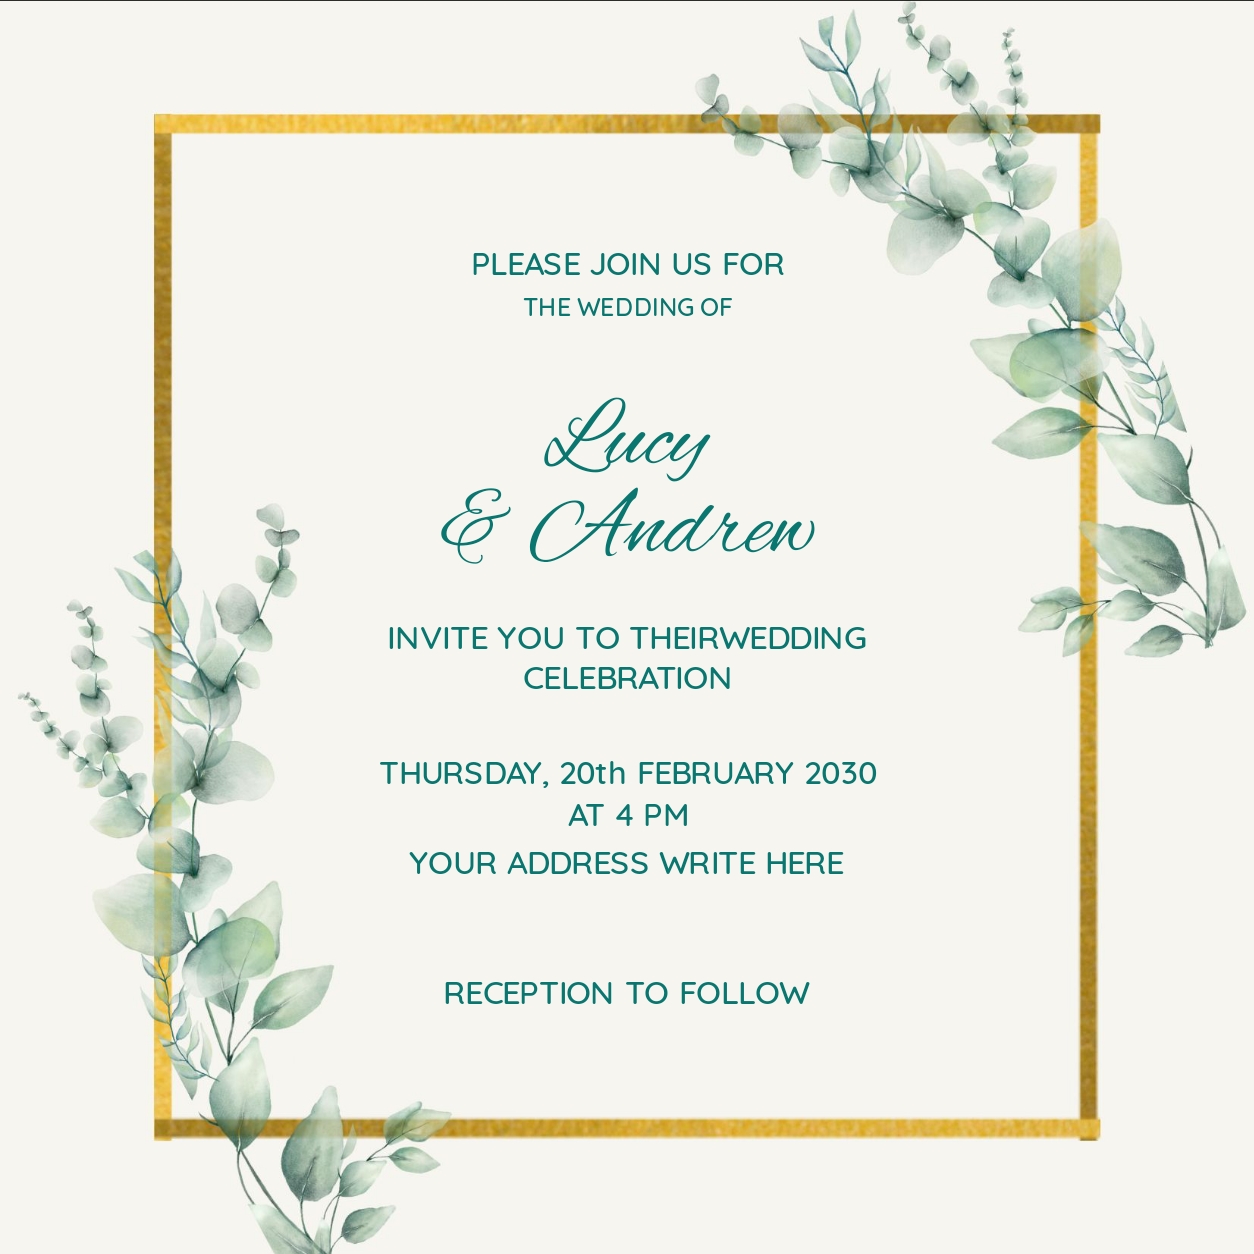 PLEASE JOIN US FOR
THE WEDDING OF
Lucy
& Andrew
INVITE YOU TO THEIRWEDDING
CELEBRATION
THURSDAY, 20th FEBRUARY 2030
AT 4 PM
YOUR ADDRESS WRITE HERE
RECEPTION TO FOLLOW